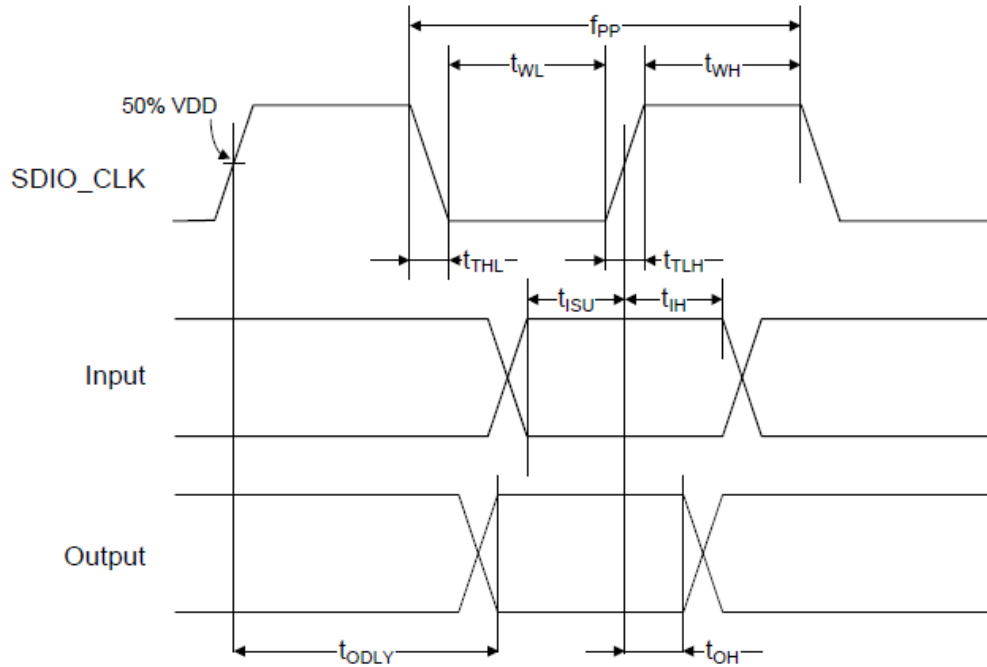 fPP
tWL
tWH
50% VDD
SDIO_CLK
tTHL
tTLH
tISU
tIH
Input
Output
tODLY
tOH